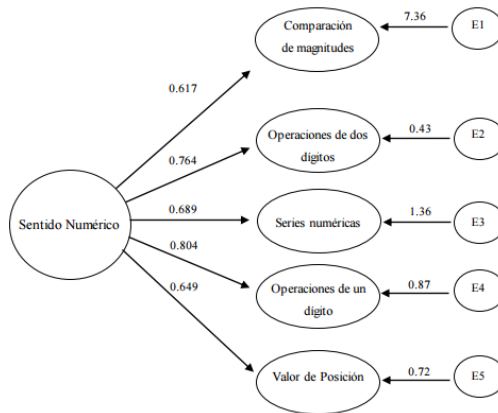 Comparación
de magnitudes
7.36
E1
0.617
Operaciones de dos
dígitos
0.43
E2
0.764
Sentido Numérico
0.689
Series numéricas
1.36
E3
0.804
Operaciones de un
dígito
0.87
E4
0.649
Valor de Posición
0.72
E5